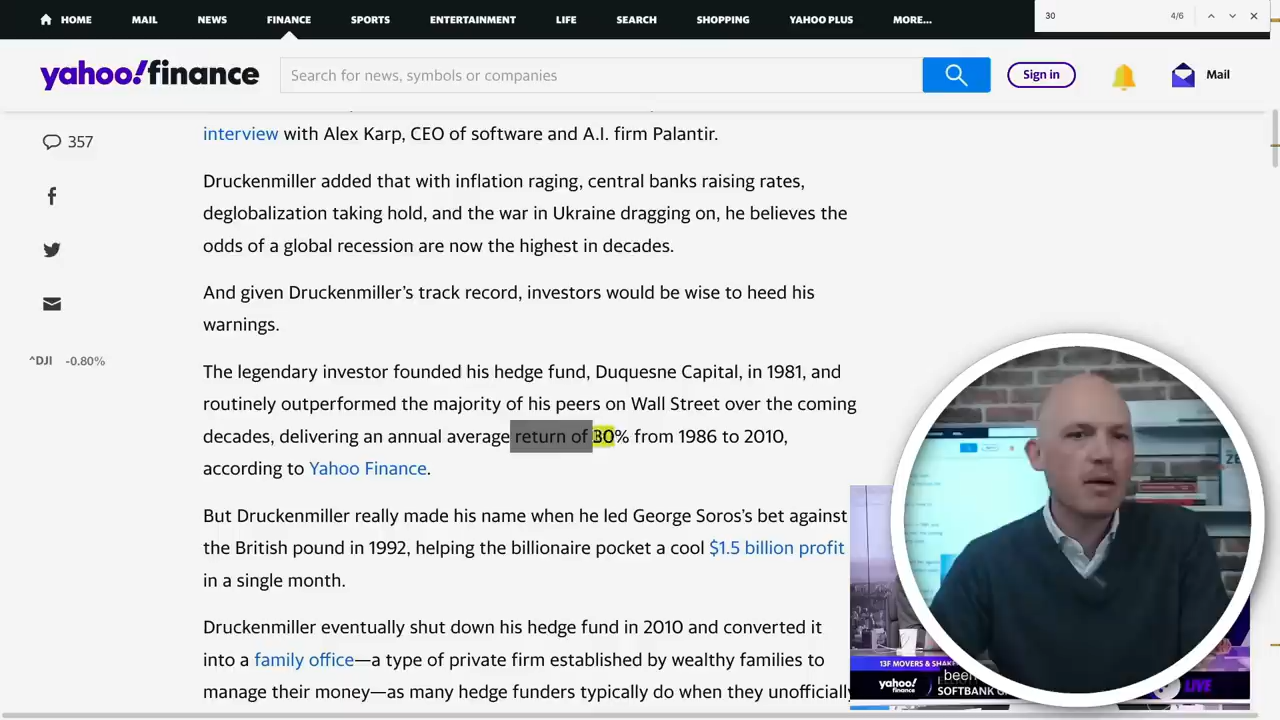 HOME MAIL NEWS FINANCE SPORTS ENTERTAINMENT LIFE SEARCH SHOPPING YAHOO PLUS MORE...
30 4/6
yahoo!finance
Search for news, symbols or companies
Sign in
Mail
interview with Alex Karp, CEO of software and A.I. firm Palantir.
357
Druckenmiller added that with inflation raging, central banks raising rates,
deglobalization taking hold, and the war in Ukraine dragging on, he believes the
odds of a global recession are now the highest in decades.
And given Druckenmiller's track record, investors would be wise to heed his
warnings.
^DJI -0.80%
The legendary investor founded his hedge fund, Duquesne Capital, in 1981, and
routinely outperformed the majority of his peers on Wall Street over the coming
decades, delivering an annual average return of 30% from 1986 to 2010,
according to Yahoo Finance.
But Druckenmiller really made his name when he led George Soros's bet against
the British pound in 1992, helping the billionaire pocket a cool $1.5 billion profit
in a single month.
Druckenmiller eventually shut down his hedge fund in 2010 and converted it
into a family office—a type of private firm established by wealthy families to
manage their money—as many hedge funders typically do when they unofficially
13F MOVERS & SHAK
been
yahoo!
finance
SOFTBANK G
LIVE